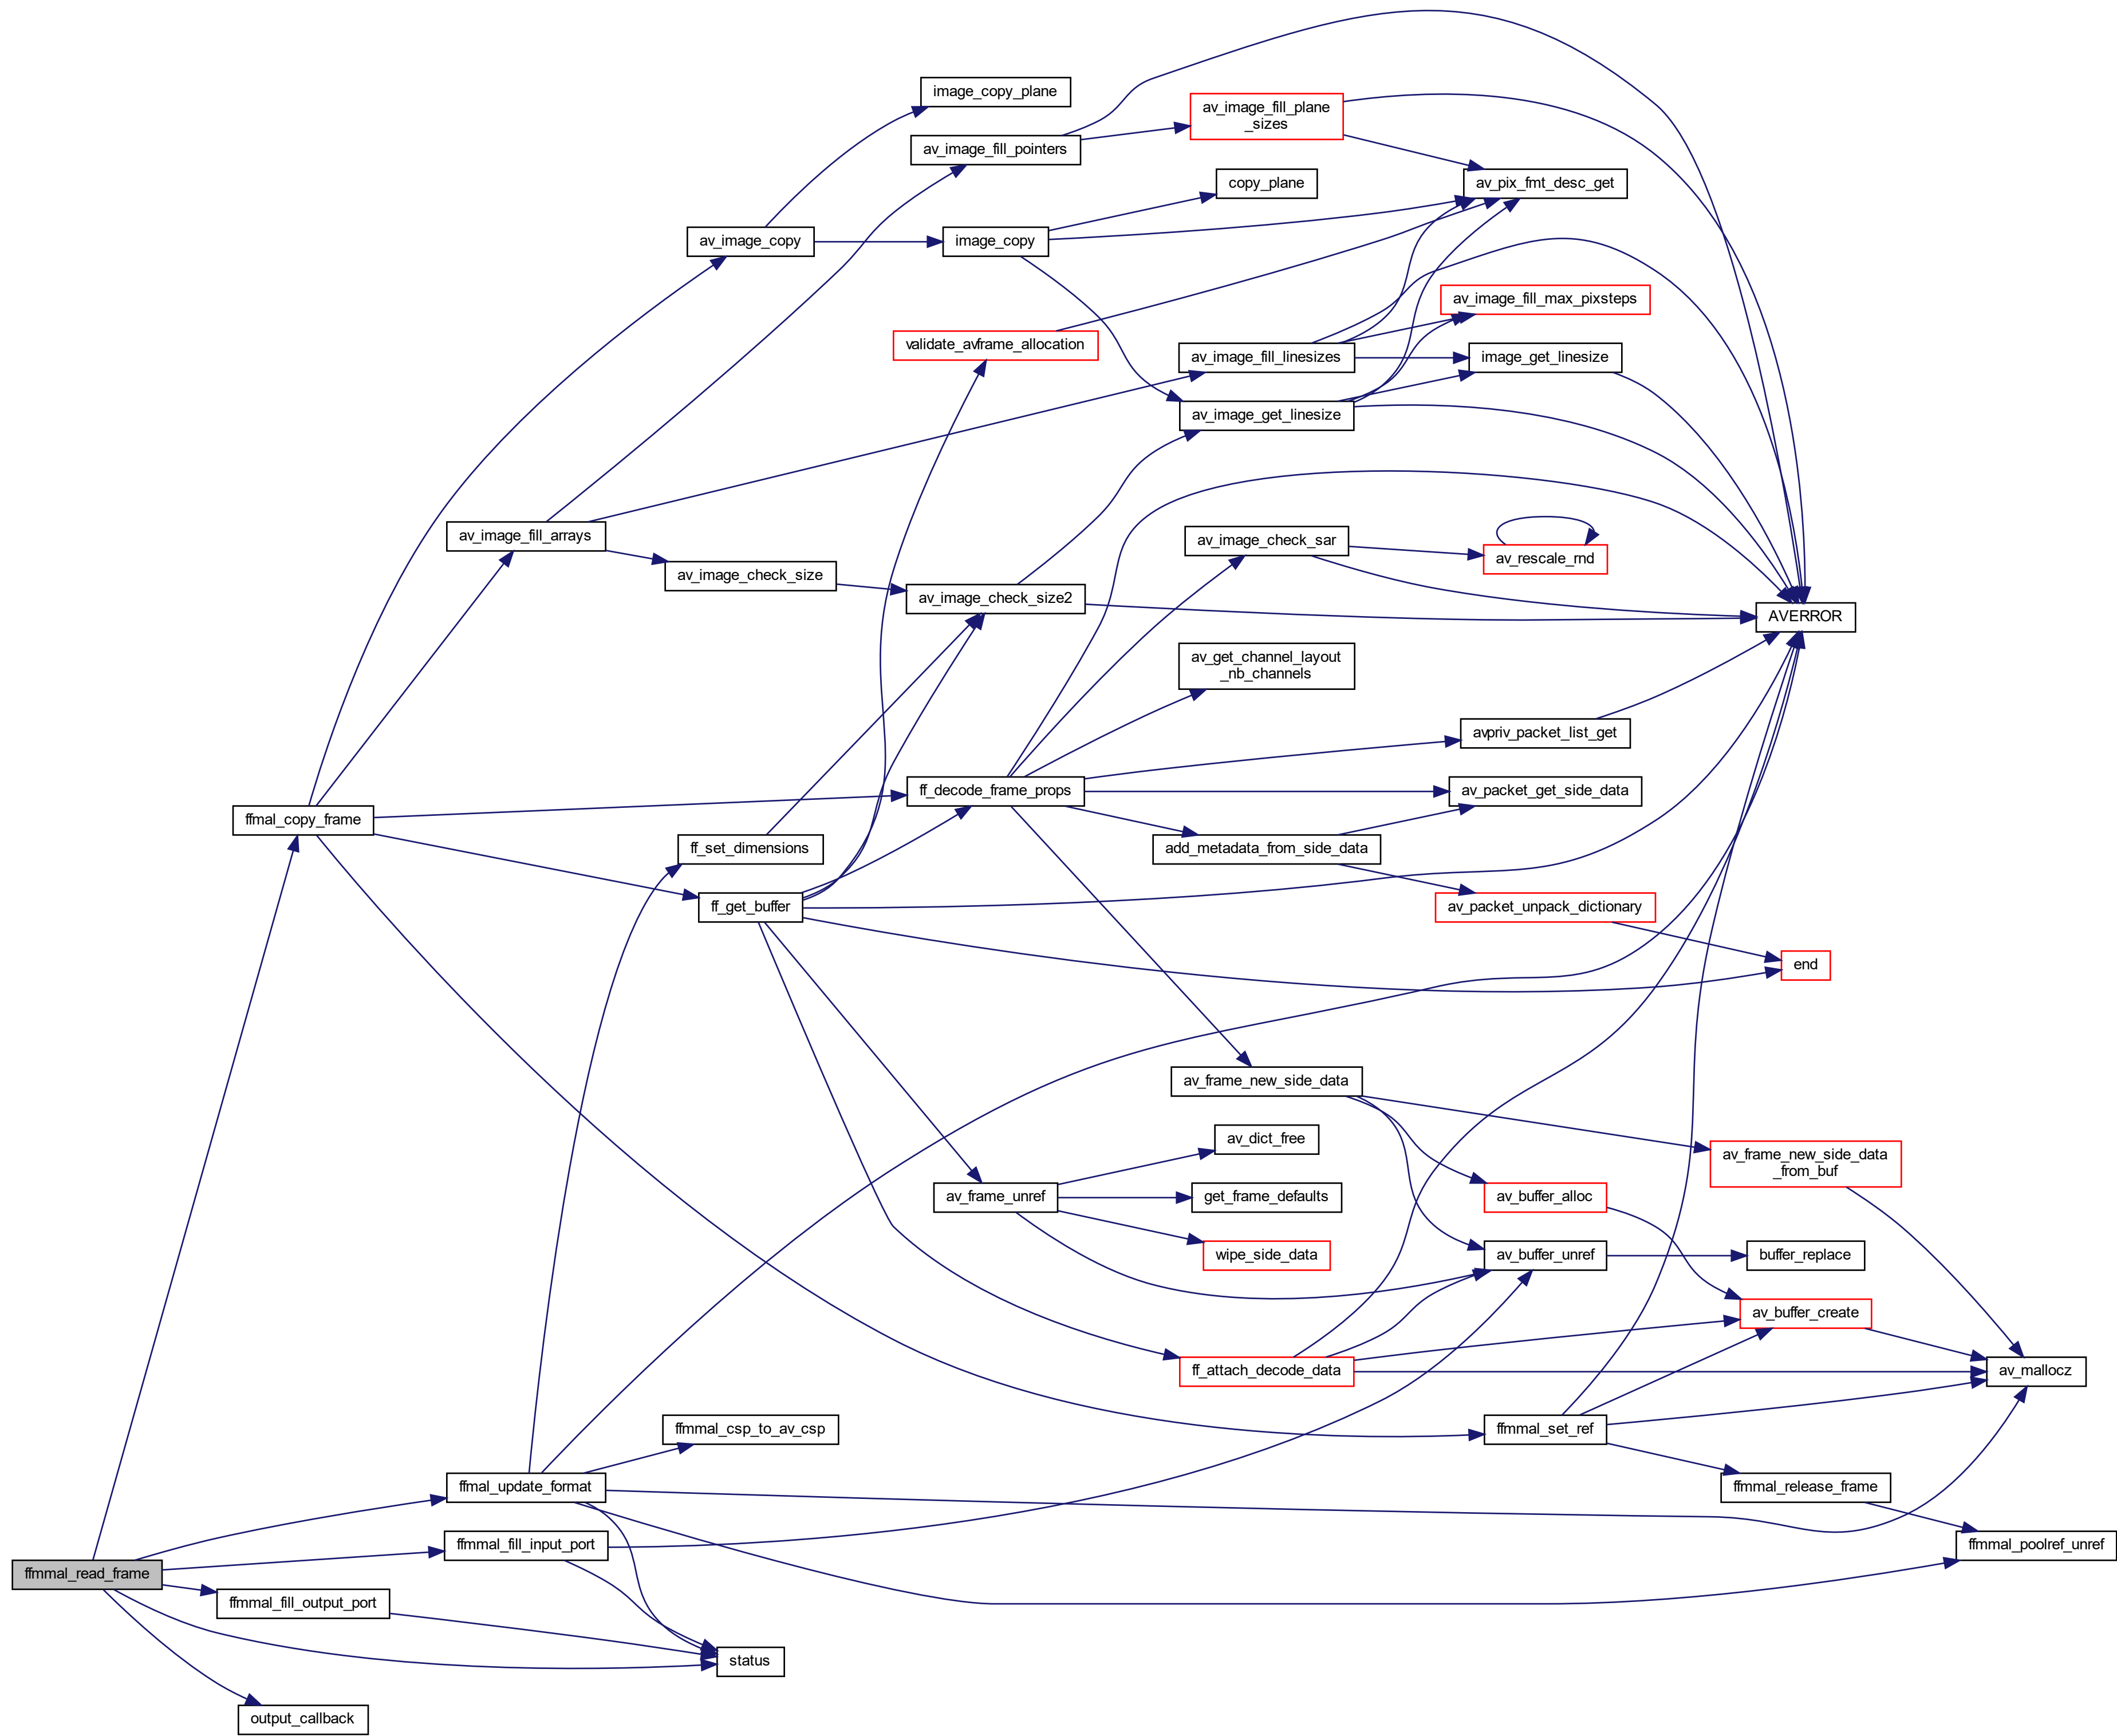 image_copy_plane
av_image_fill_plane
_sizes
av_image_fill_pointers
copy_plane
av_pix_fmt_desc_get
av_image_copy
image_copy
av_image_fill_max_pixsteps
validate_avframe_allocation
av_image_fill_linesizes
image_get_linesize
av_image_get_linesize
av_image_fill_arrays
av_image_check_sar
av_rescale_rnd
av_image_check_size
av_image_check_size2
AVERROR
av_get_channel_layout
_nb_channels
avpriv_packet_list_get
ff_decode_frame_props
av_packet_get_side_data
ffmal_copy_frame
ff_set_dimensions
add_metadata_from_side_data
ff_get_buffer
av_packet_unpack_dictionary
end
av_frame_new_side_data
av_dict_free
av_frame_new_side_data
_from_buf
av_frame_unref
get_frame_defaults
av_buffer_alloc
wipe_side_data
av_buffer_unref
buffer_replace
av_buffer_create
ff_attach_decode_data
av_mallocz
ffmmal_csp_to_av_csp
ffmmal_set_ref
ffmal_update_format
ffmmal_release_frame
ffmmal_fill_input_port
ffmmal_poolref_unref
ffmmal_read_frame
ffmmal_fill_output_port
status
output_callback